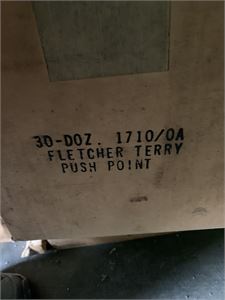 30-DOZ. 1710/0A
FLETCHER TERRY
PUSH POINT